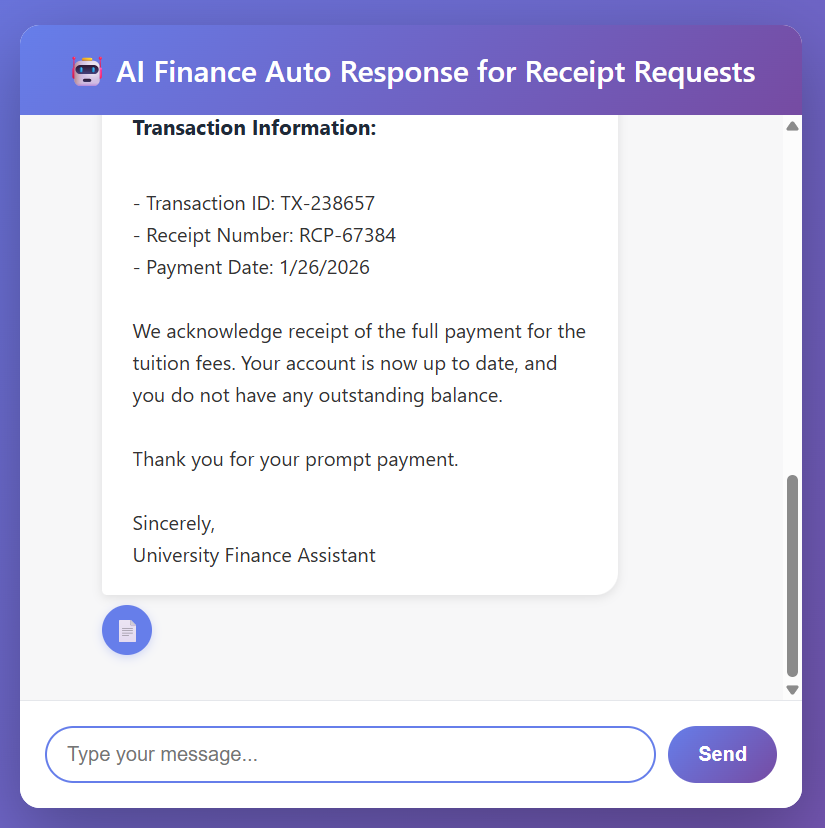 AI Finance Auto Response for Receipt Requests
Transaction Information:
- Transaction ID: TX-238657
- Receipt Number: RCP-67384
- Payment Date: 1/26/2026
We acknowledge receipt of the full payment for the
tuition fees. Your account is now up to date, and
you do not have any outstanding balance.
Thank you for your prompt payment.
Sincerely,
University Finance Assistant
Type your message...
Send